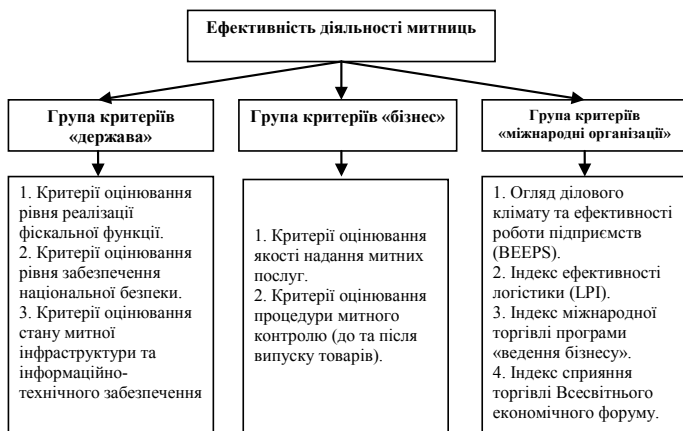 Ефективність діяльності митниць
Група критеріїв
«держава»
Група критеріїв «бізнес»
Група критеріїв
«міжнародні організації»
1. Критерії оцінювання
рівня реалізації
фіскальної функції.
2. Критерії оцінювання
рівня забезпечення
національної безпеки.
3. Критерії оцінювання
стану митної
інфраструктури та
інформаційно-
технічного забезпечення
1. Критерії оцінювання
якості надання митних
послуг.
2. Критерії оцінювання
процедури митного
контролю (до та після
випуску товарів).
1. Огляд ділового
клімату та ефективності
роботи підприємств
(BEEPS).
2. Індекс ефективності
логістики (LPI).
3. Індекс міжнародної
торгівлі програми
«ведення бізнесу».
4. Індекс сприяння
торгівлі Всесвітнього
економічного форуму.